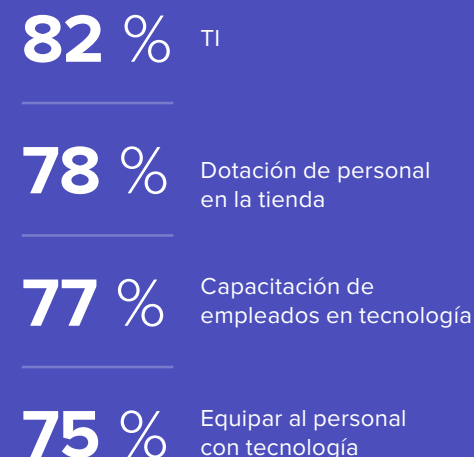 82 % TI
78 % Dotación de personal
en la tienda
77 % Capacitación de
empleados en tecnología
75 % Equipar al personal
con tecnología